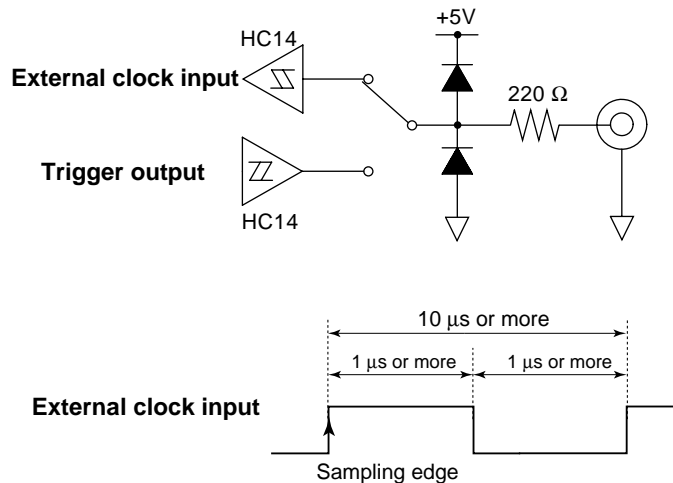 +5V
HC14
External clock input
220 Ω
Trigger output
HC14
10 μs or more
1 μs or more
1 μs or more
External clock input
Sampling edge